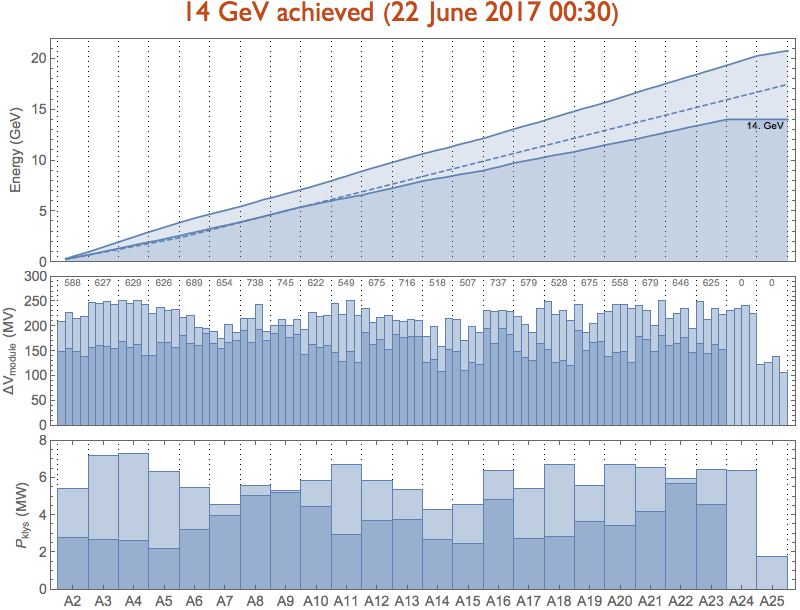 14 GeV achieved (22 June 2017 00:30)
20
15
10
5
0
Energy (GeV)
14. GeV
300
250
200
150
100
50
0
ΔVmodule (MV)
588 627 629 626 689 654 738 745 622 549 675 716 518 507 737 579 528 675 558 679 646 625 0 0
8
6
4
2
0
Pklys (MW)
A2 A3 A4 A5 A6 A7 A8 A9 A10 A11 A12 A13 A14 A15 A16 A17 A18 A19 A20 A21 A22 A23 A24 A25